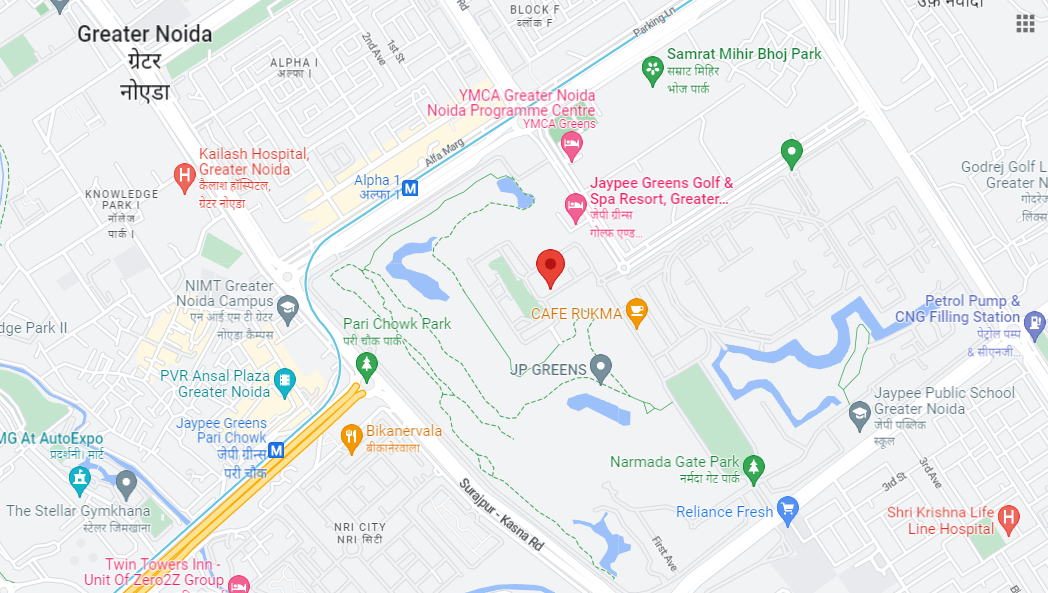 Rd
BLOCK F
ब्लॉक F
Parking Ln
Greater Noida
ग्रेटर
नोएडा
1st St
2nd Ave
ALPHA I
अल्फा I
Samrat Mihir Bhoj Park
सम्राट मिहिर
भोज पार्क
YMCA Greater Noida
Noida Programme Centre
YMCA Greens
Alfa Marg
Kailash Hospital,
Greater Noida
कैलाश हॉस्पिटल,
ग्रेटर नोएडा
Alpha 1
अल्फा 1
M
KNOWLEDGE
PARK I
नॉलेज
पार्क I
Jaypee Greens Golf &
Spa Resort, Greater...
जेपी ग्रीन्स
गोल्फ़ एण्ड...
Godrej Golf L
Greater N
गोदरेज
लिंक्स
NIMT Greater
Noida Campus
एन आई एम टी ग्रेटर
नोएडा कैम्पस
dge Park II
CAFE RUKMA
Petrol Pump &
CNG Filling Station
पेट्रोल पम्प
& सीएनजी...
Pari Chowk Park
परी चौक पार्क
JP GREENS
PVR Ansal Plaza
Greater Noida
Jaypee Public School
Greater Noida
जेपी पब्लिक
स्कूल
Jaypee Greens
Pari Chowk
जेपी ग्रीन्स
परी चौक
M
Bikanervala
बीकानेरवाला
MG At AutoExpo
प्रदर्शनी। मार्ट
Narmada Gate Park
नर्मदा गेट पार्क
3rd St
3rd Ave
The Stellar Gymkhana
स्टेलर जिमखाना
Surajpur - Kasna Rd
Reliance Fresh
Shri Krishna Life
Line Hospital
NRI CITY
NRI सिटी
First Ave
Twin Towers Inn -
Unit Of Zero2Z Group